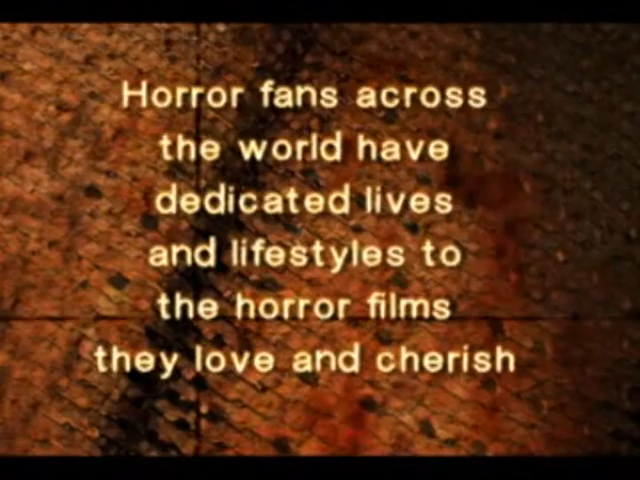 Horror fans across
the world have
dedicated lives
and lifestyles to
the horror films
they love and cherish